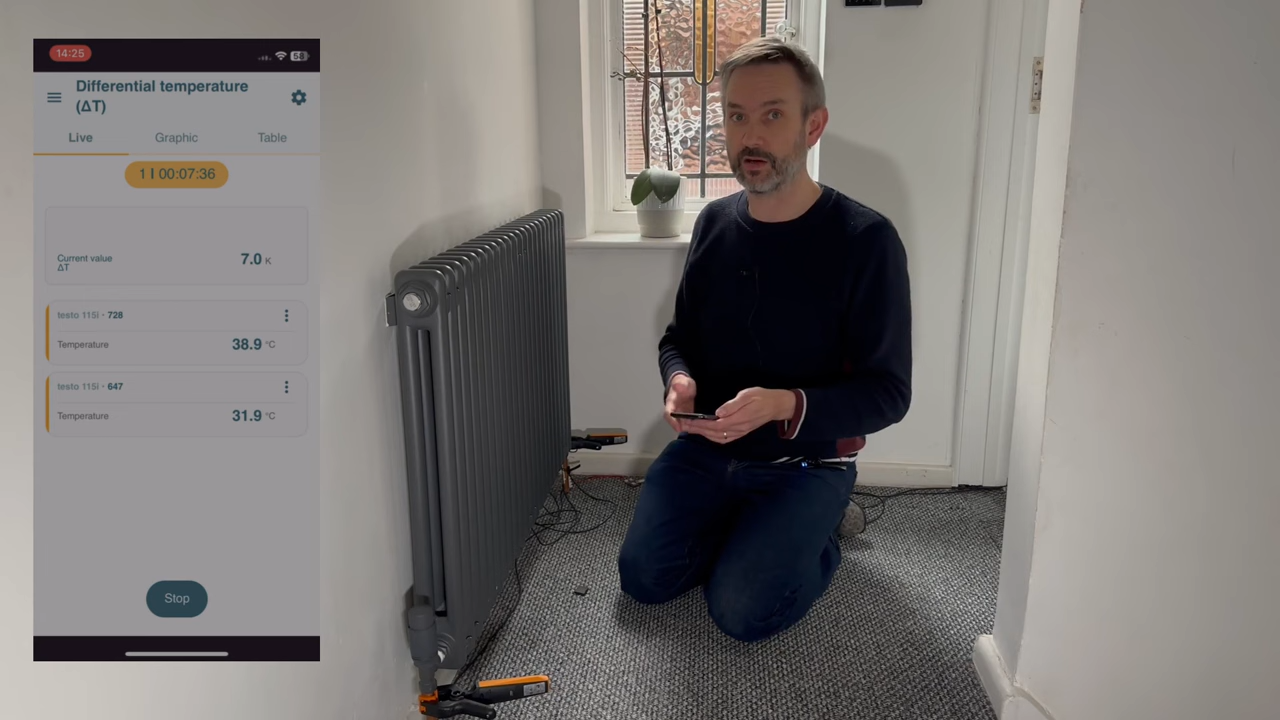 14:25
58
Differential temperature
(ΔT)
Live Graphic Table
1 I 00:07:36
Current value
ΔT
7.0 K
testo 115i - 728
Temperature 38.9 °C
testo 115i - 647
Temperature 31.9 °C
Stop